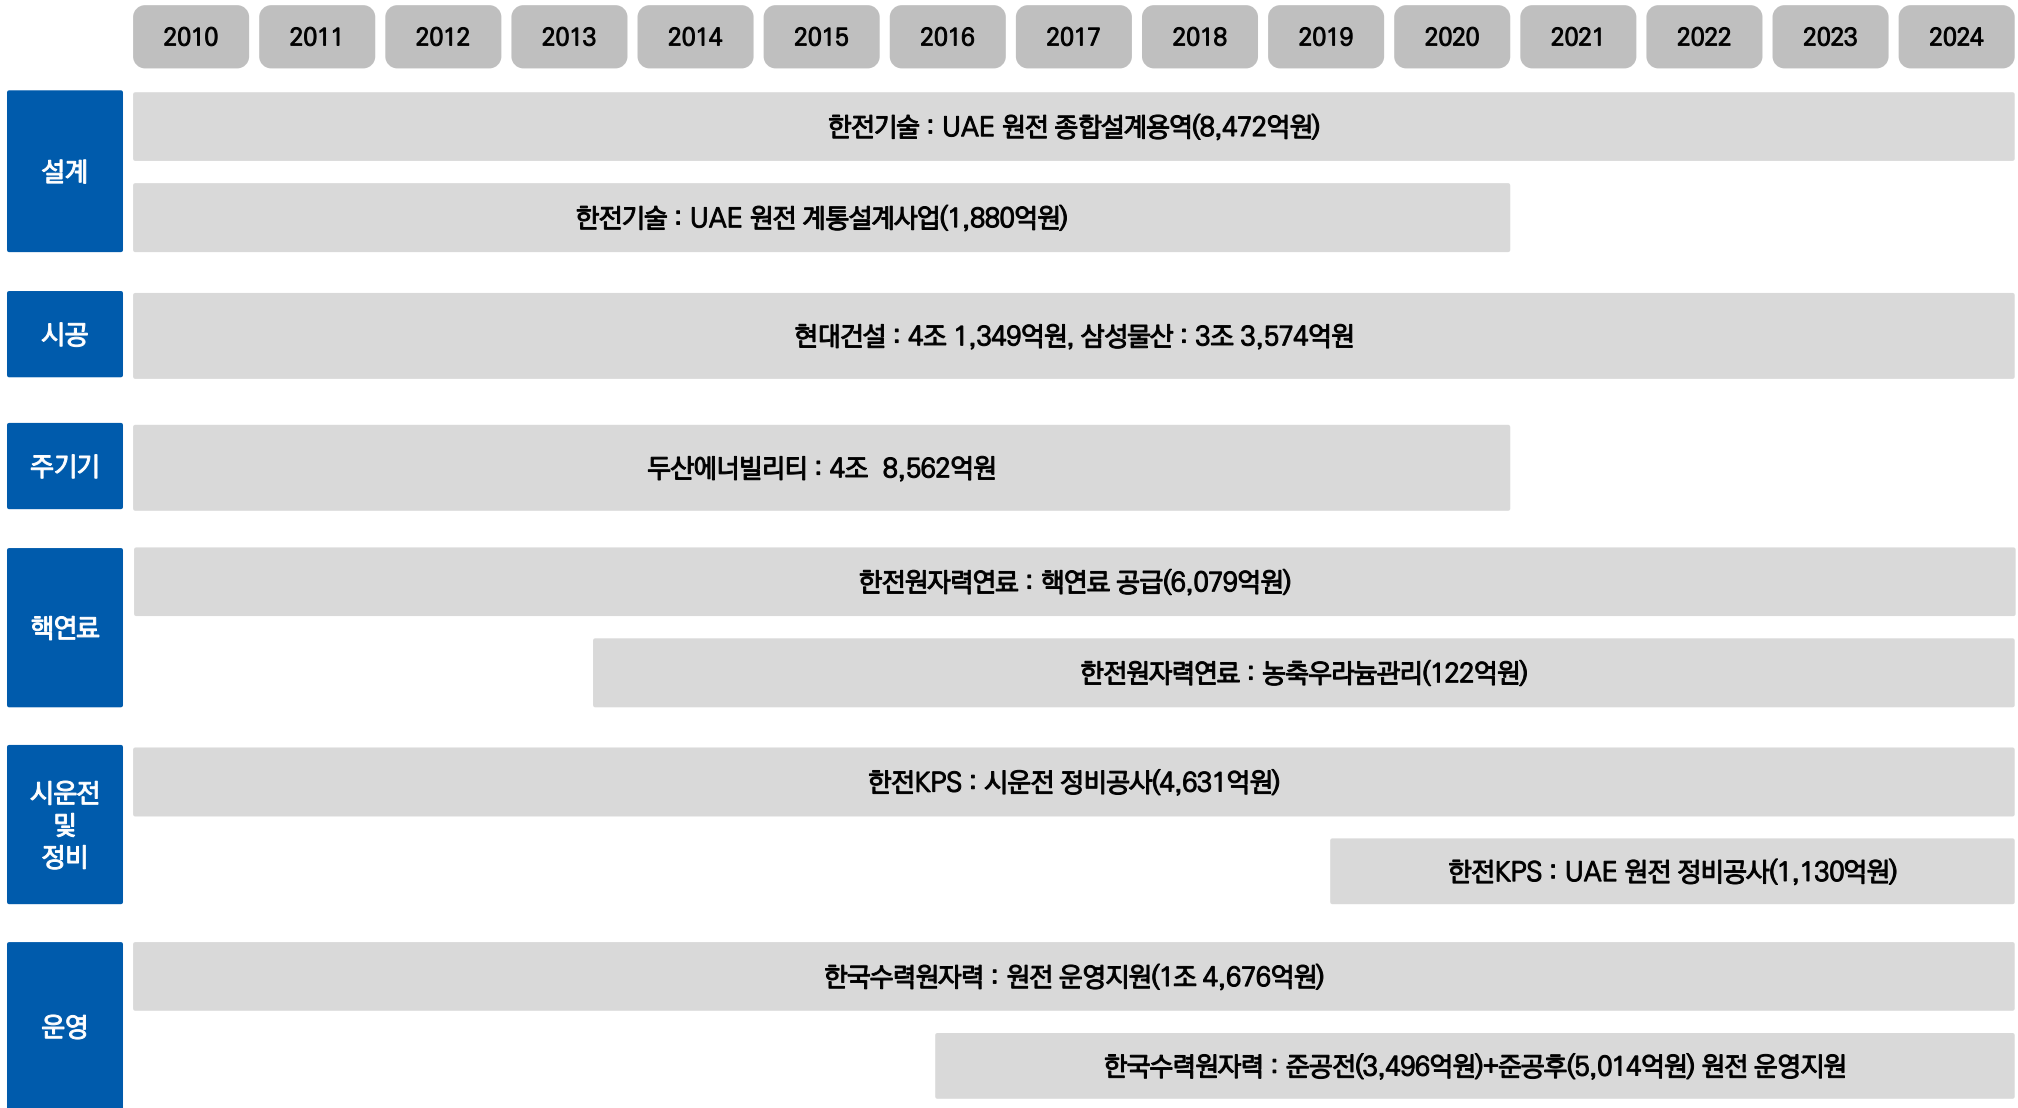 2010 2011 2012 2013 2014 2015 2016 2017 2018 2019 2020 2021 2022 2023 2024
설계
한전기술 : UAE 원전 종합설계용역(8,472억원)
한전기술 : UAE 원전 계통설계사업(1,880억원)
시공
현대건설 : 4조 1,349억원, 삼성물산 : 3조 3,574억원
주기기
두산에너빌리티 : 4조  8,562억원
핵연료
한전원자력연료 : 핵연료 공급(6,079억원)
한전원자력연료 : 농축우라늄관리(122억원)
시운전
및
정비
한전KPS : 시운전 정비공사(4,631억원)
한전KPS : UAE 원전 정비공사(1,130억원)
운영
한국수력원자력 : 원전 운영지원(1조 4,676억원)
한국수력원자력 : 준공전(3,496억원)+준공후(5,014억원) 원전 운영지원